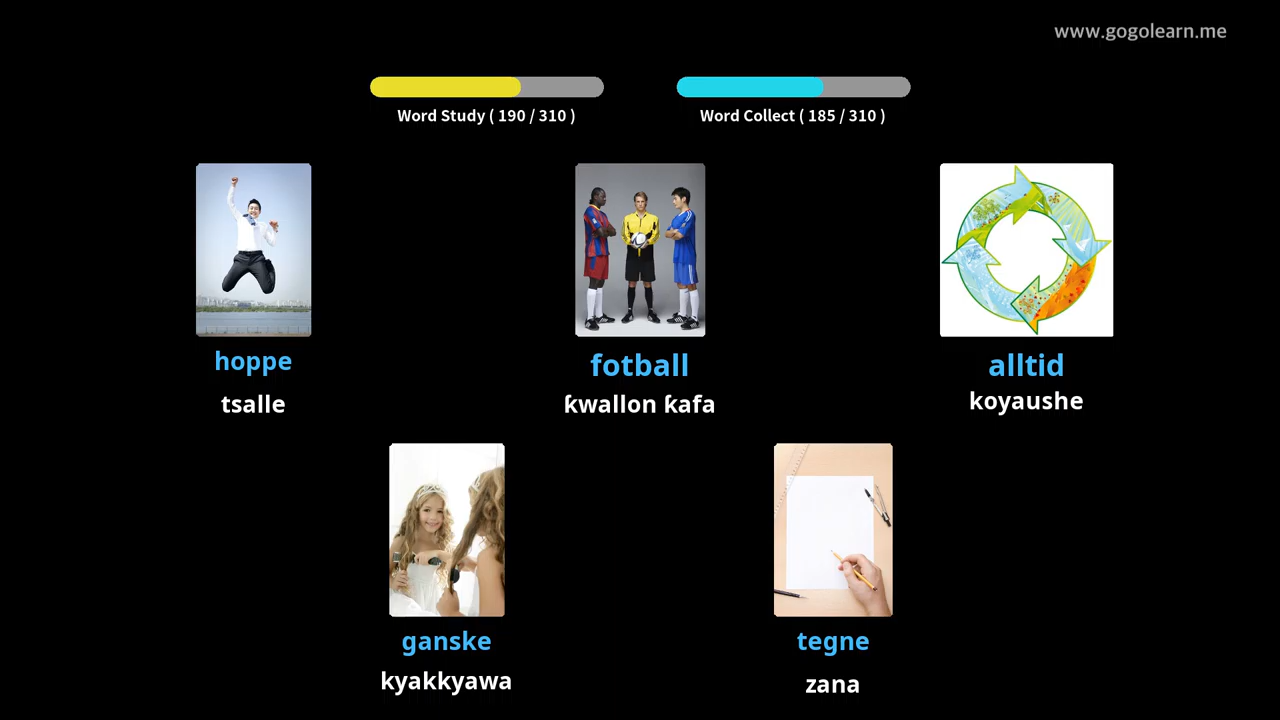 www.gogolearn.me
Word Study ( 190 / 310 )
Word Collect ( 185 / 310 )
hoppe
fotball
alltid
tsalle
ƙwallon ƙafa
koyaushe
ganske
tegne
kyakkyawa
zana